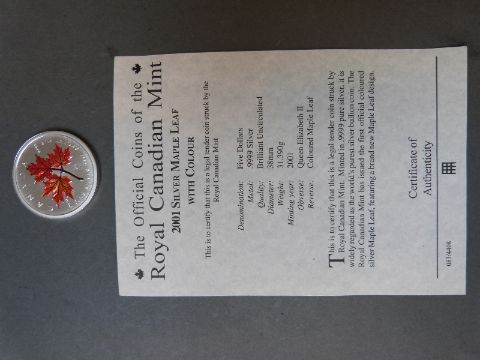 The Official Coins of the
Royal Canadian Mint
2001 Silver Maple Leaf
with Colour
This is to certify that this is a legal tender coin struck by the
Royal Canadian Mint
Denomination: Five Dollars
Metal: .9999 Silver
Quality: Brilliant Uncirculated
Diameter: 38mm
Weight: 31.390g
Minting year: 2001
Obverse: Queen Elizabeth II
Reverse: Coloured Maple Leaf
This is to certify that this is a legal tender coin struck by
Royal Canadian Mint. Minted in .9999 pure silver, it is
widely regarded as the world's purest silver bullion coin. The
Royal Canadian Mint has issued the first official coloured
silver Maple Leaf, featuring a brand new Maple Leaf design.
Certificate of
Authenticity